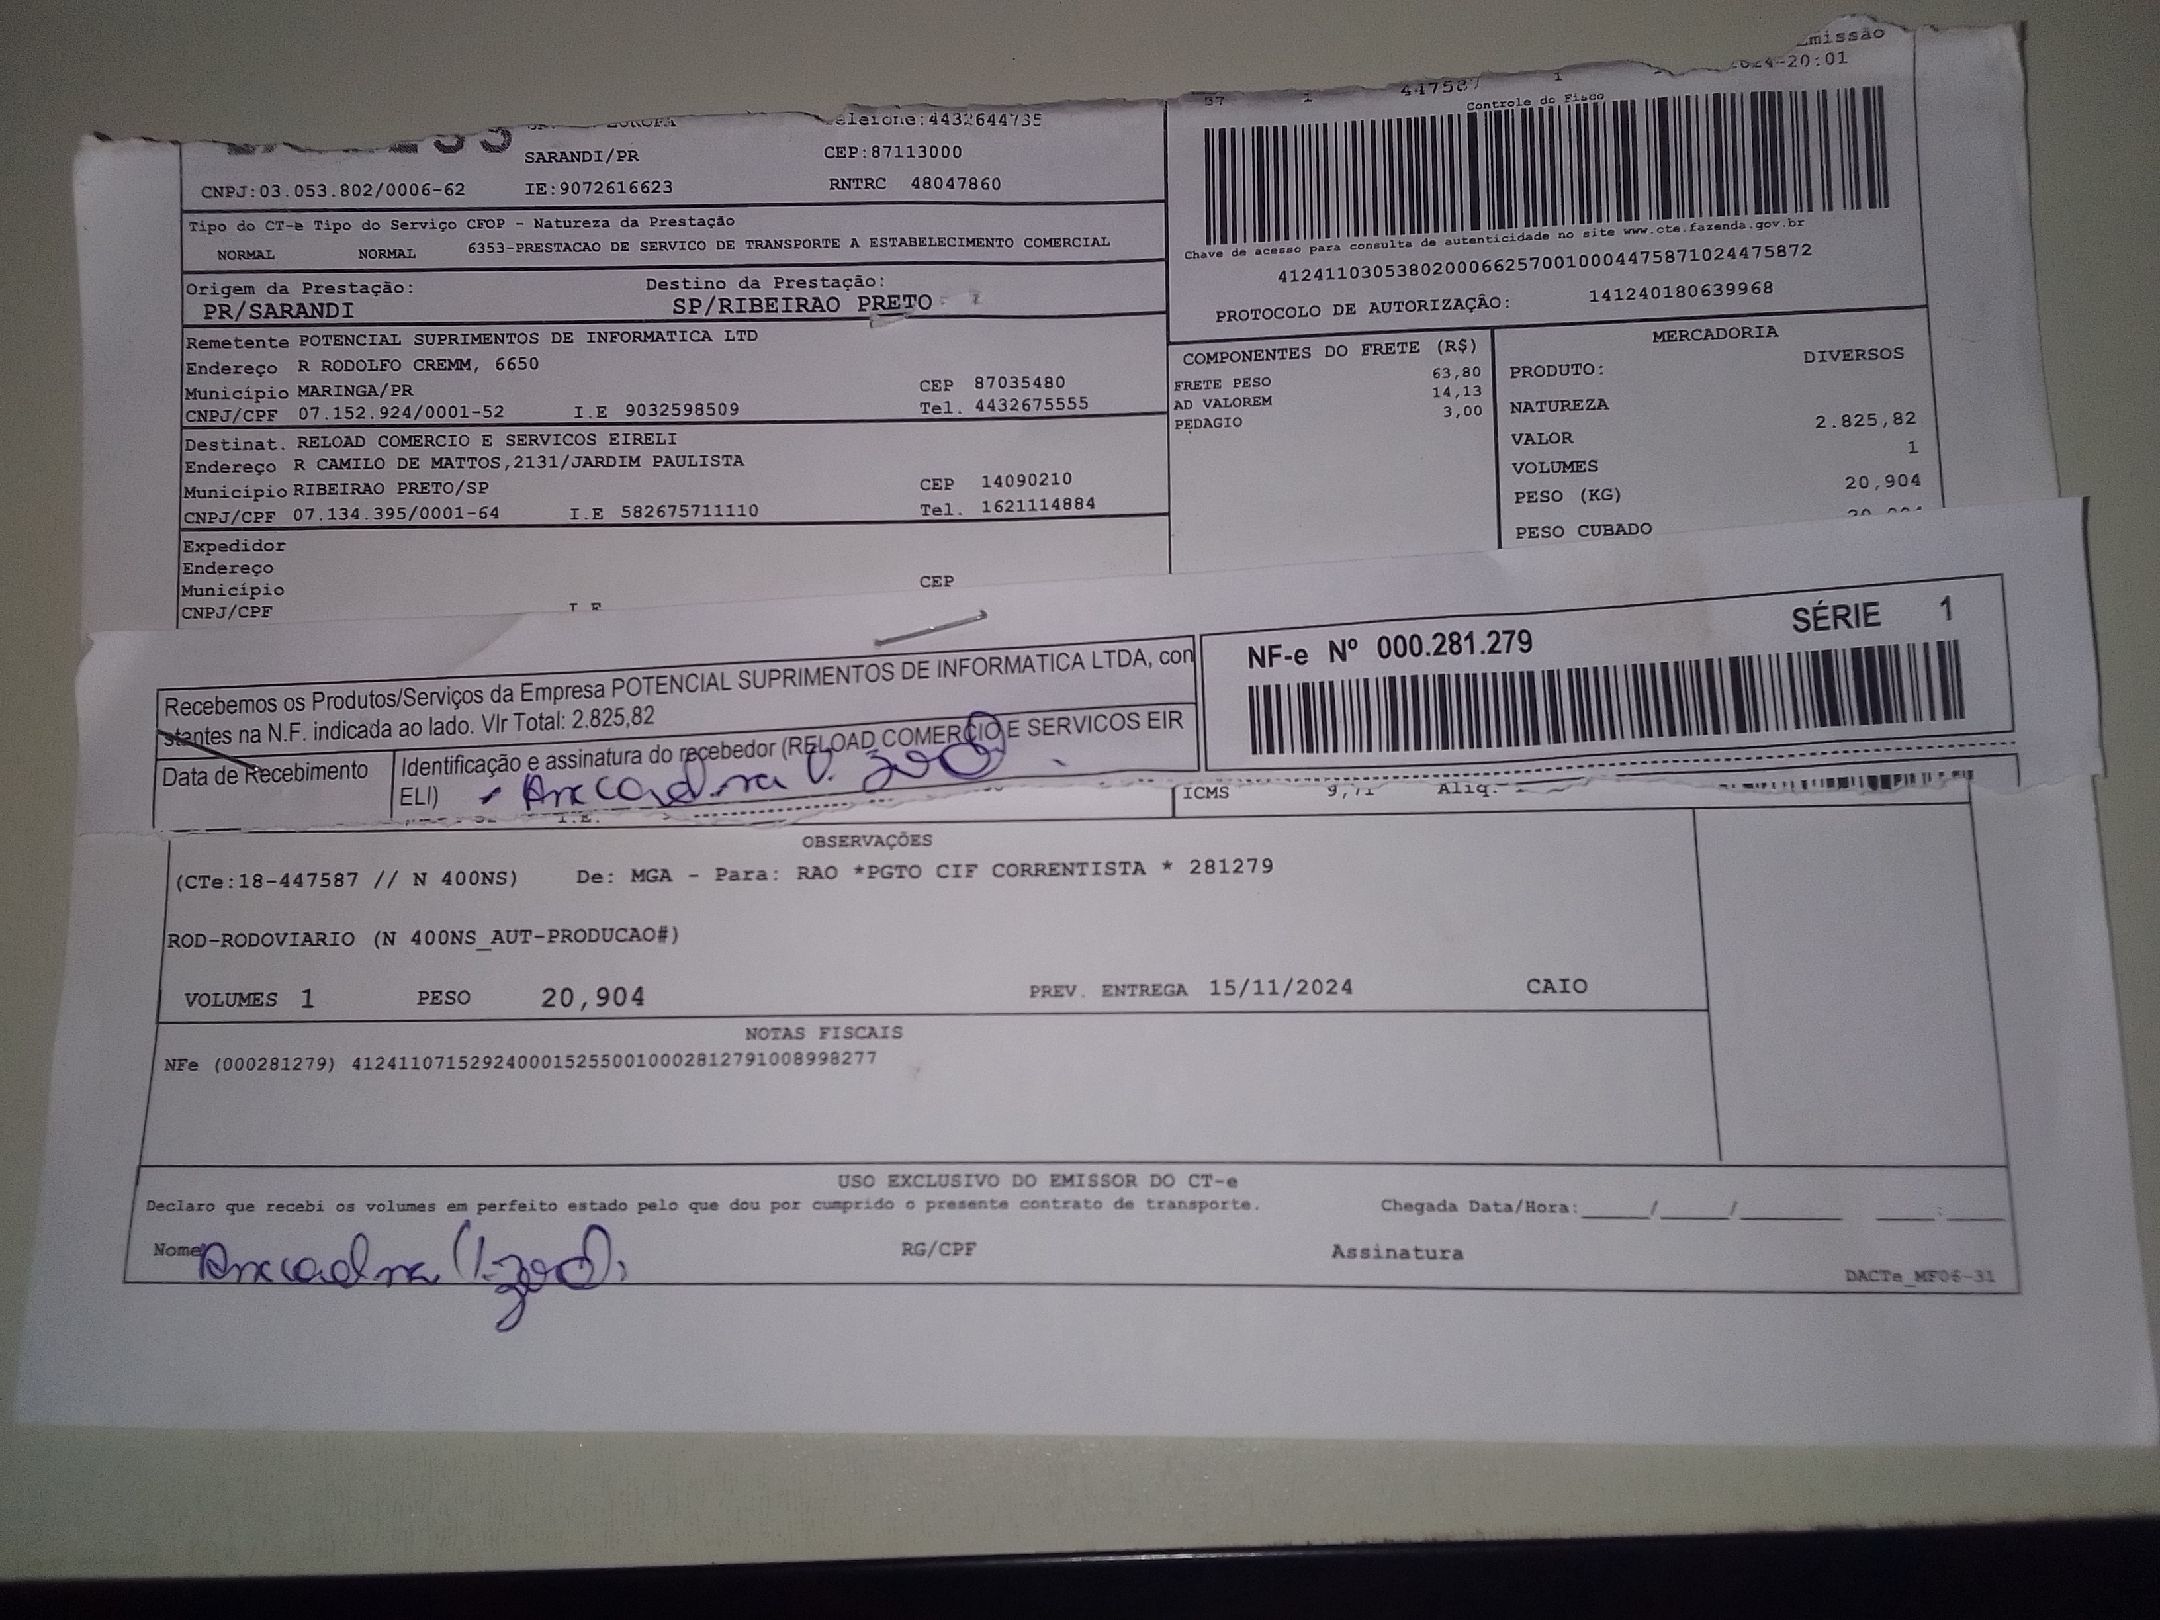 Emissão
447587 1
-20:01
Controle do Fisco
:4432644735
SARANDI/PR CEP:87113000
CNPJ:03.053.802/0006-62 IE:9072616623 RNTRC 48047860
Chave de acesso para consulta de autenticidade no site www.cte.fazenda.gov.br
41241103053802000662570010004475871024475872
PROTOCOLO DE AUTORIZAÇÃO: 141240180639968
Tipo do CT-e Tipo do Serviço CFOP - Natureza da Prestação
NORMAL NORMAL 6353-PRESTACAO DE SERVICO DE TRANSPORTE A ESTABELECIMENTO COMERCIAL
Origem da Prestação: Destino da Prestação:
PR/SARANDI SP/RIBEIRAO PRETO
Remetente POTENCIAL SUPRIMENTOS DE INFORMATICA LTD
Endereço R RODOLFO CREMM, 6650
Município MARINGA/PR CEP 87035480
CNPJ/CPF 07.152.924/0001-52 I.E 9032598509 Tel. 4432675555
Destinat. RELOAD COMERCIO E SERVICOS EIRELI
Endereço R CAMILO DE MATTOS,2131/JARDIM PAULISTA
Município RIBEIRAO PRETO/SP CEP 14090210
CNPJ/CPF 07.134.395/0001-64 I.E 582675711110 Tel. 1621114884
Expedidor
Endereço
Município CEP
CNPJ/CPF
COMPONENTES DO FRETE (R$)
FRETE PESO 63,80
AD VALOREM 14,13
PEDAGIO 3,00
MERCADORIA
PRODUTO: DIVERSOS
NATUREZA
VALOR 2.825,82
VOLUMES 1
PESO (KG) 20,904
PESO CUBADO
Recebemos os Produtos/Serviços da Empresa POTENCIAL SUPRIMENTOS DE INFORMATICA LTDA, con
stantes na N.F. indicada ao lado. Vlr Total: 2.825,82
Data de Recebimento
Identificação e assinatura do recebedor (RELOAD COMERCIO E SERVICOS EIR
ELI)
NF-e Nº 000.281.279 SÉRIE 1
I.E.
ICMS Aliq.
OBSERVAÇÕES
(CTe:18-447587 // N 400NS) De: MGA - Para: RAO *PGTO CIF CORRENTISTA * 281279
ROD-RODOVIARIO (N 400NS_AUT-PRODUCAO#)
VOLUMES 1 PESO 20,904 PREV. ENTREGA 15/11/2024 CAIO
NOTAS FISCAIS
NFe (000281279) 41241107152924000152550010002812791008998277
USO EXCLUSIVO DO EMISSOR DO CT-e
Declaro que recebi os volumes em perfeito estado pelo que dou por cumprido o presente contrato de transporte. Chegada Data/Hora:_____/_____/_______ ____:____
Nome RG/CPF Assinatura
DACTe_MF06-31